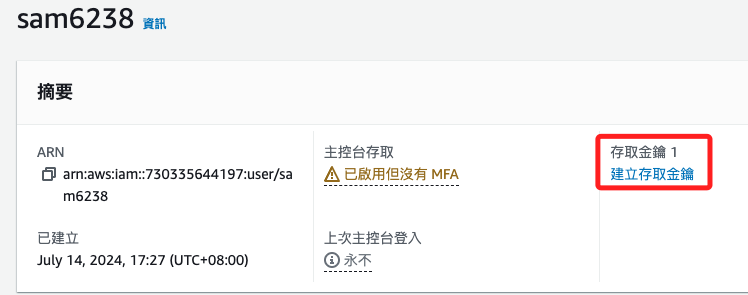 sam6238 資訊
摘要
ARN
arn:aws:iam::730335644197:user/sa
m6238
已建立
July 14, 2024, 17:27 (UTC+08:00)
主控台存取
已啟用但沒有 MFA
上次主控台登入
永不
存取金鑰 1
建立存取金鑰